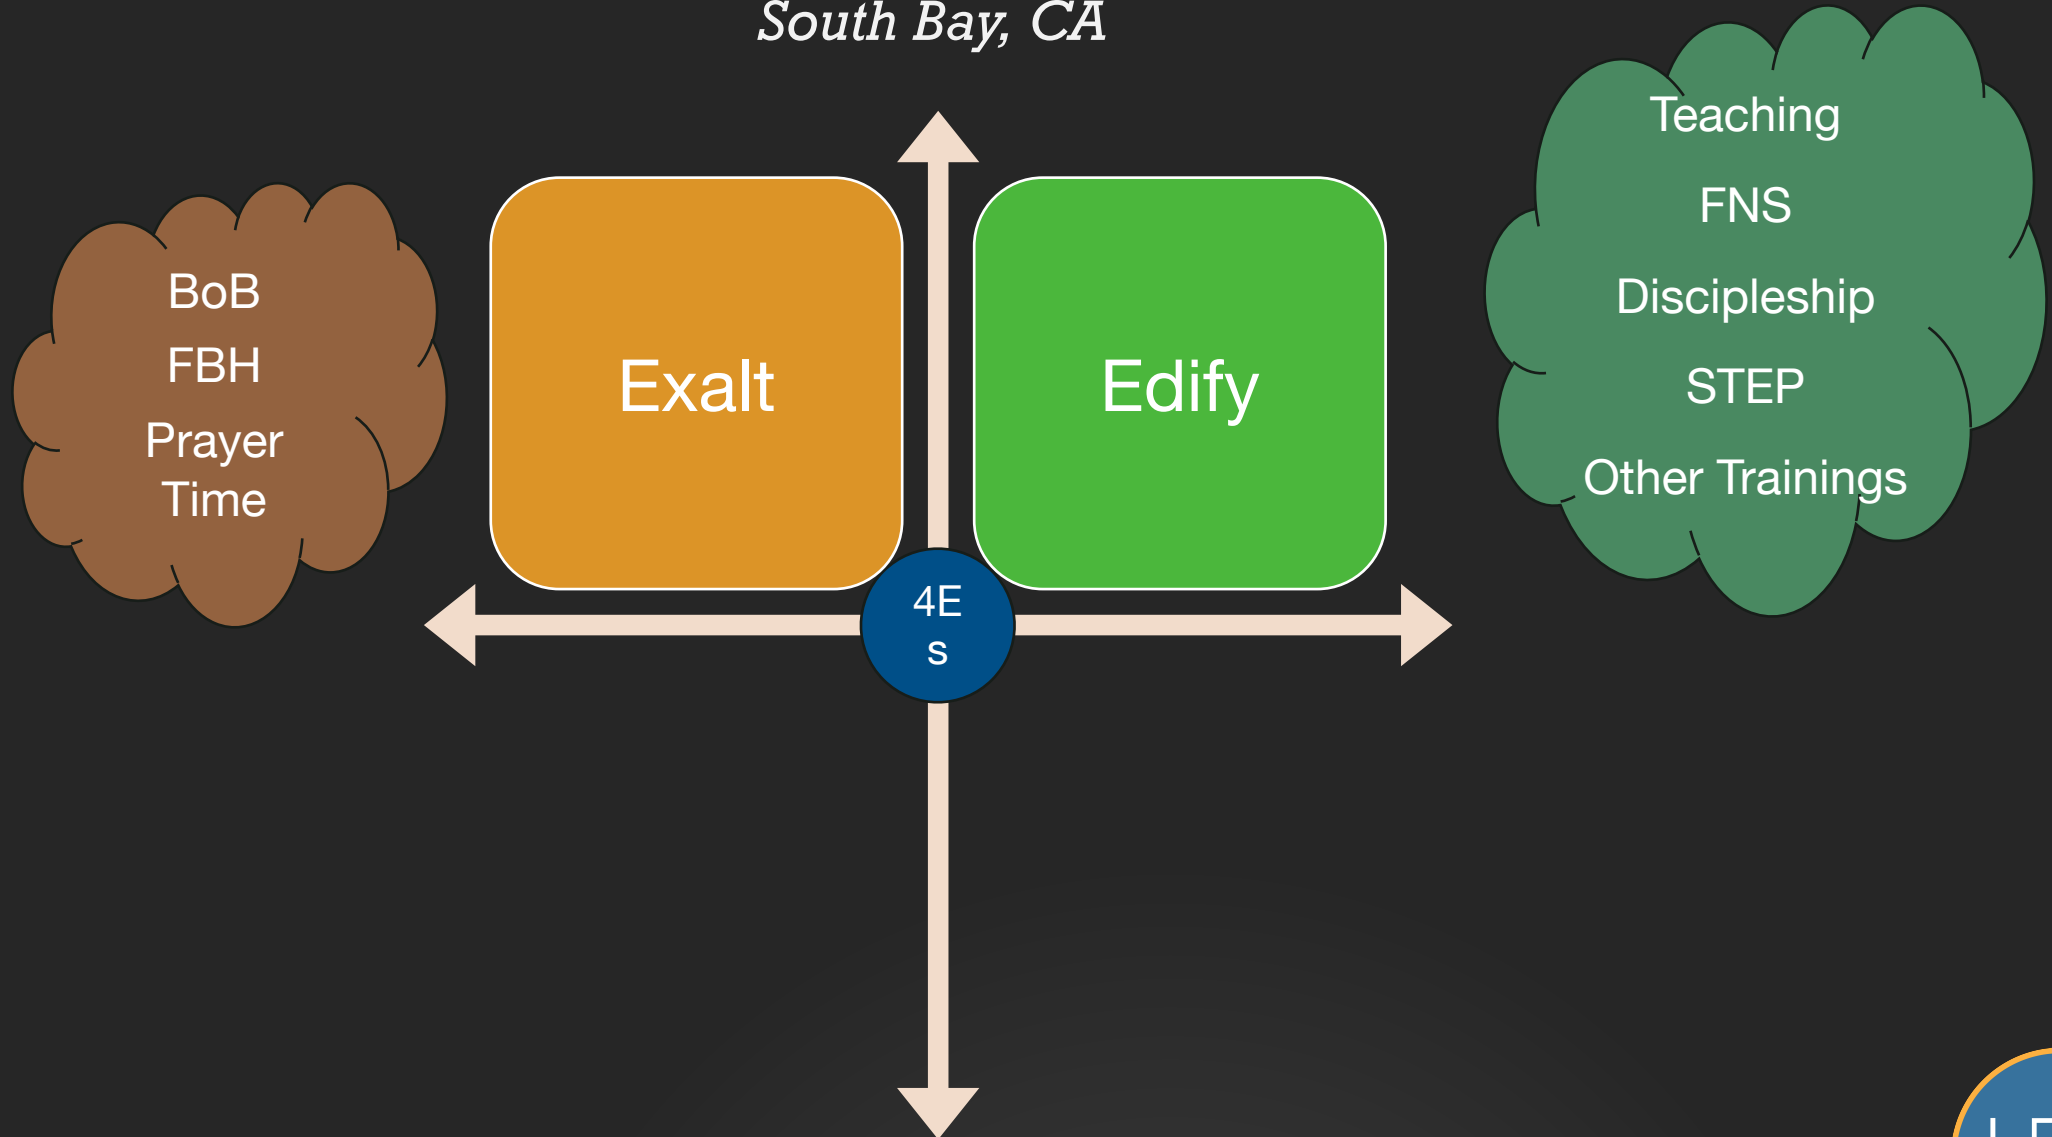 South Bay, CA
BoB
FBH
Prayer
Time
Exalt
Edify
Teaching
FNS
Discipleship
STEP
Other Trainings
4E
s